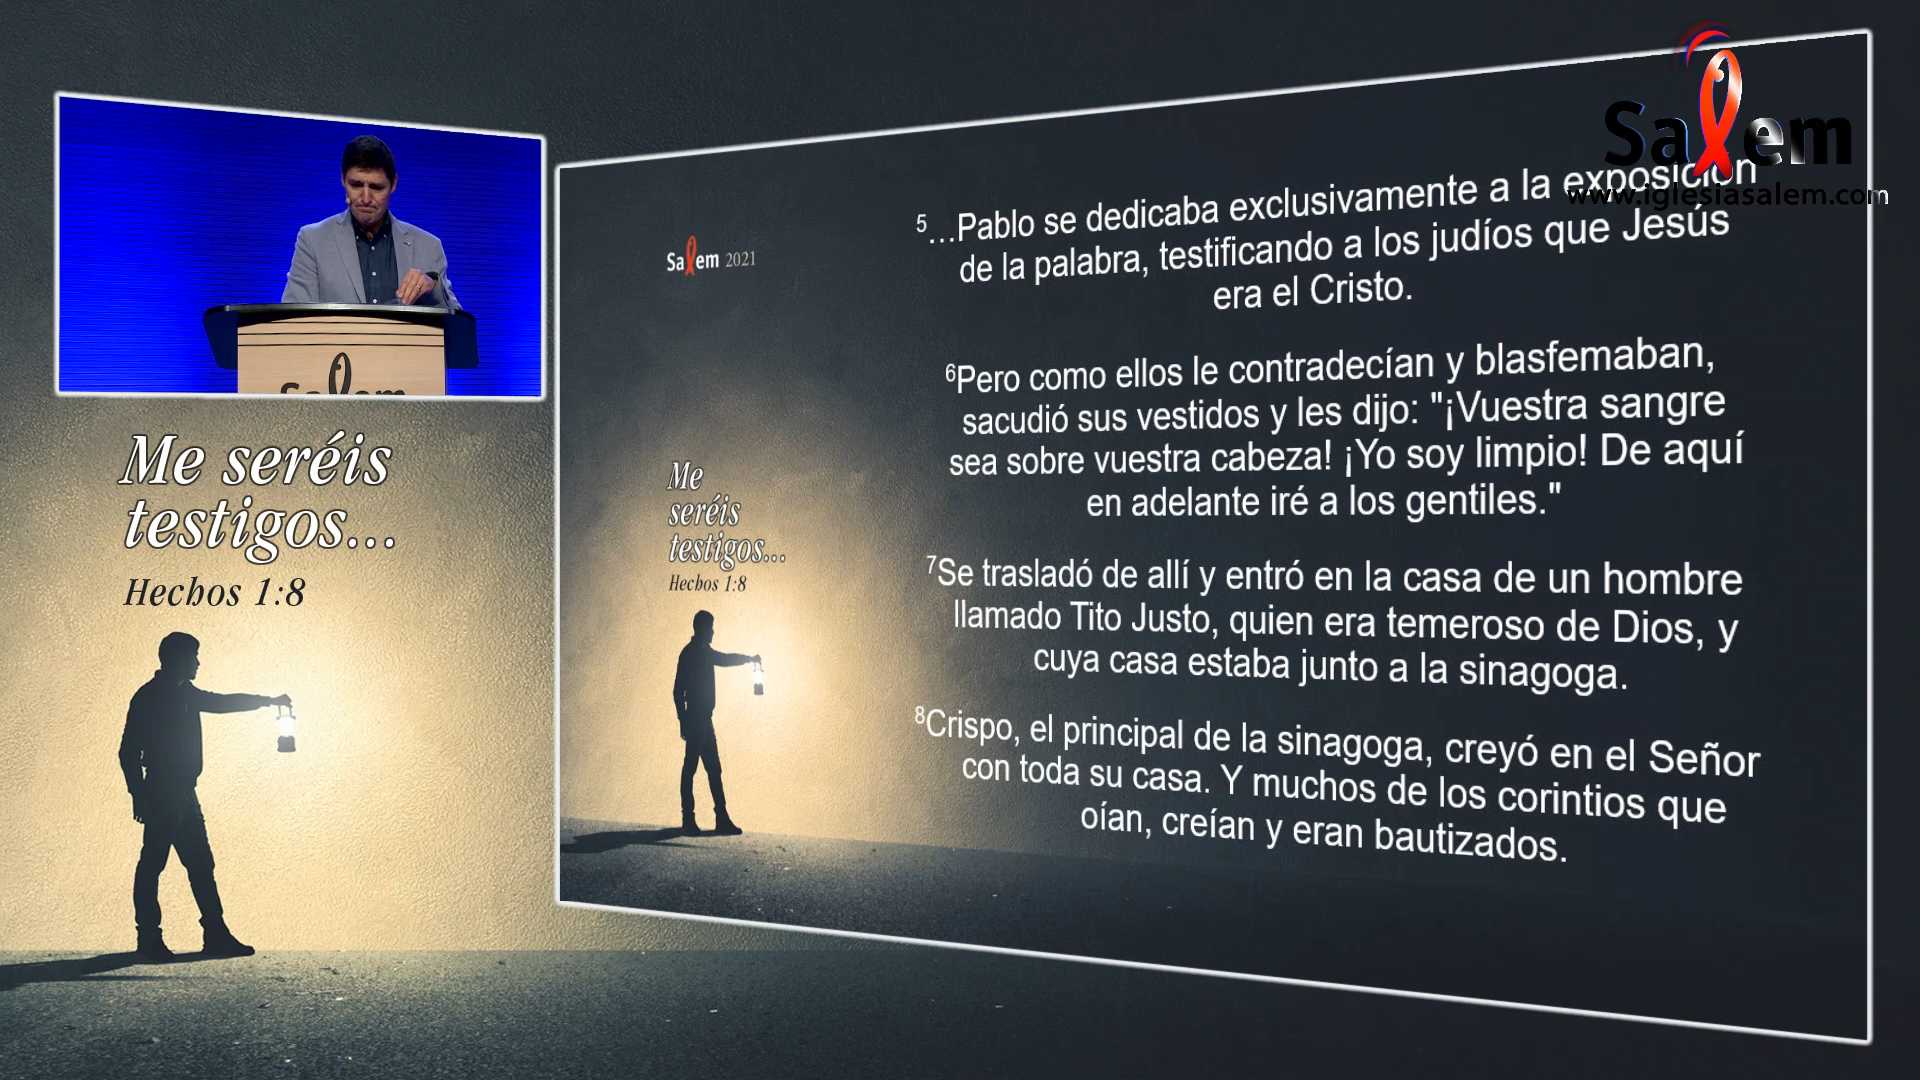 Salem
www.iglesiasalem.com
Salem
Me seréis
testigos...
Hechos 1:8
Salem 2021
Me
seréis
testigos...
Hechos 1:8
5...Pablo se dedicaba exclusivamente a la exposición
de la palabra, testificando a los judíos que Jesús
era el Cristo.
6Pero como ellos le contradecían y blasfemaban,
sacudió sus vestidos y les dijo: "¡Vuestra sangre
sea sobre vuestra cabeza! ¡Yo soy limpio! De aquí
en adelante iré a los gentiles."
7Se trasladó de allí y entró en la casa de un hombre
llamado Tito Justo, quien era temeroso de Dios, y
cuya casa estaba junto a la sinagoga.
8Crispo, el principal de la sinagoga, creyó en el Señor
con toda su casa. Y muchos de los corintios que
oían, creían y eran bautizados.